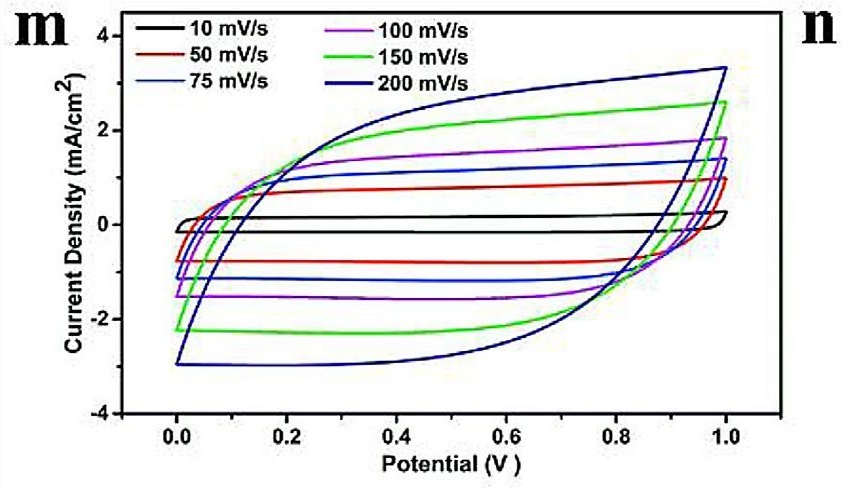 m
n
10 mV/s
50 mV/s
75 mV/s
100 mV/s
150 mV/s
200 mV/s
Current Density (mA/cm²)
4
2
0
-2
-4
0.0 0.2 0.4 0.6 0.8 1.0
Potential (V )